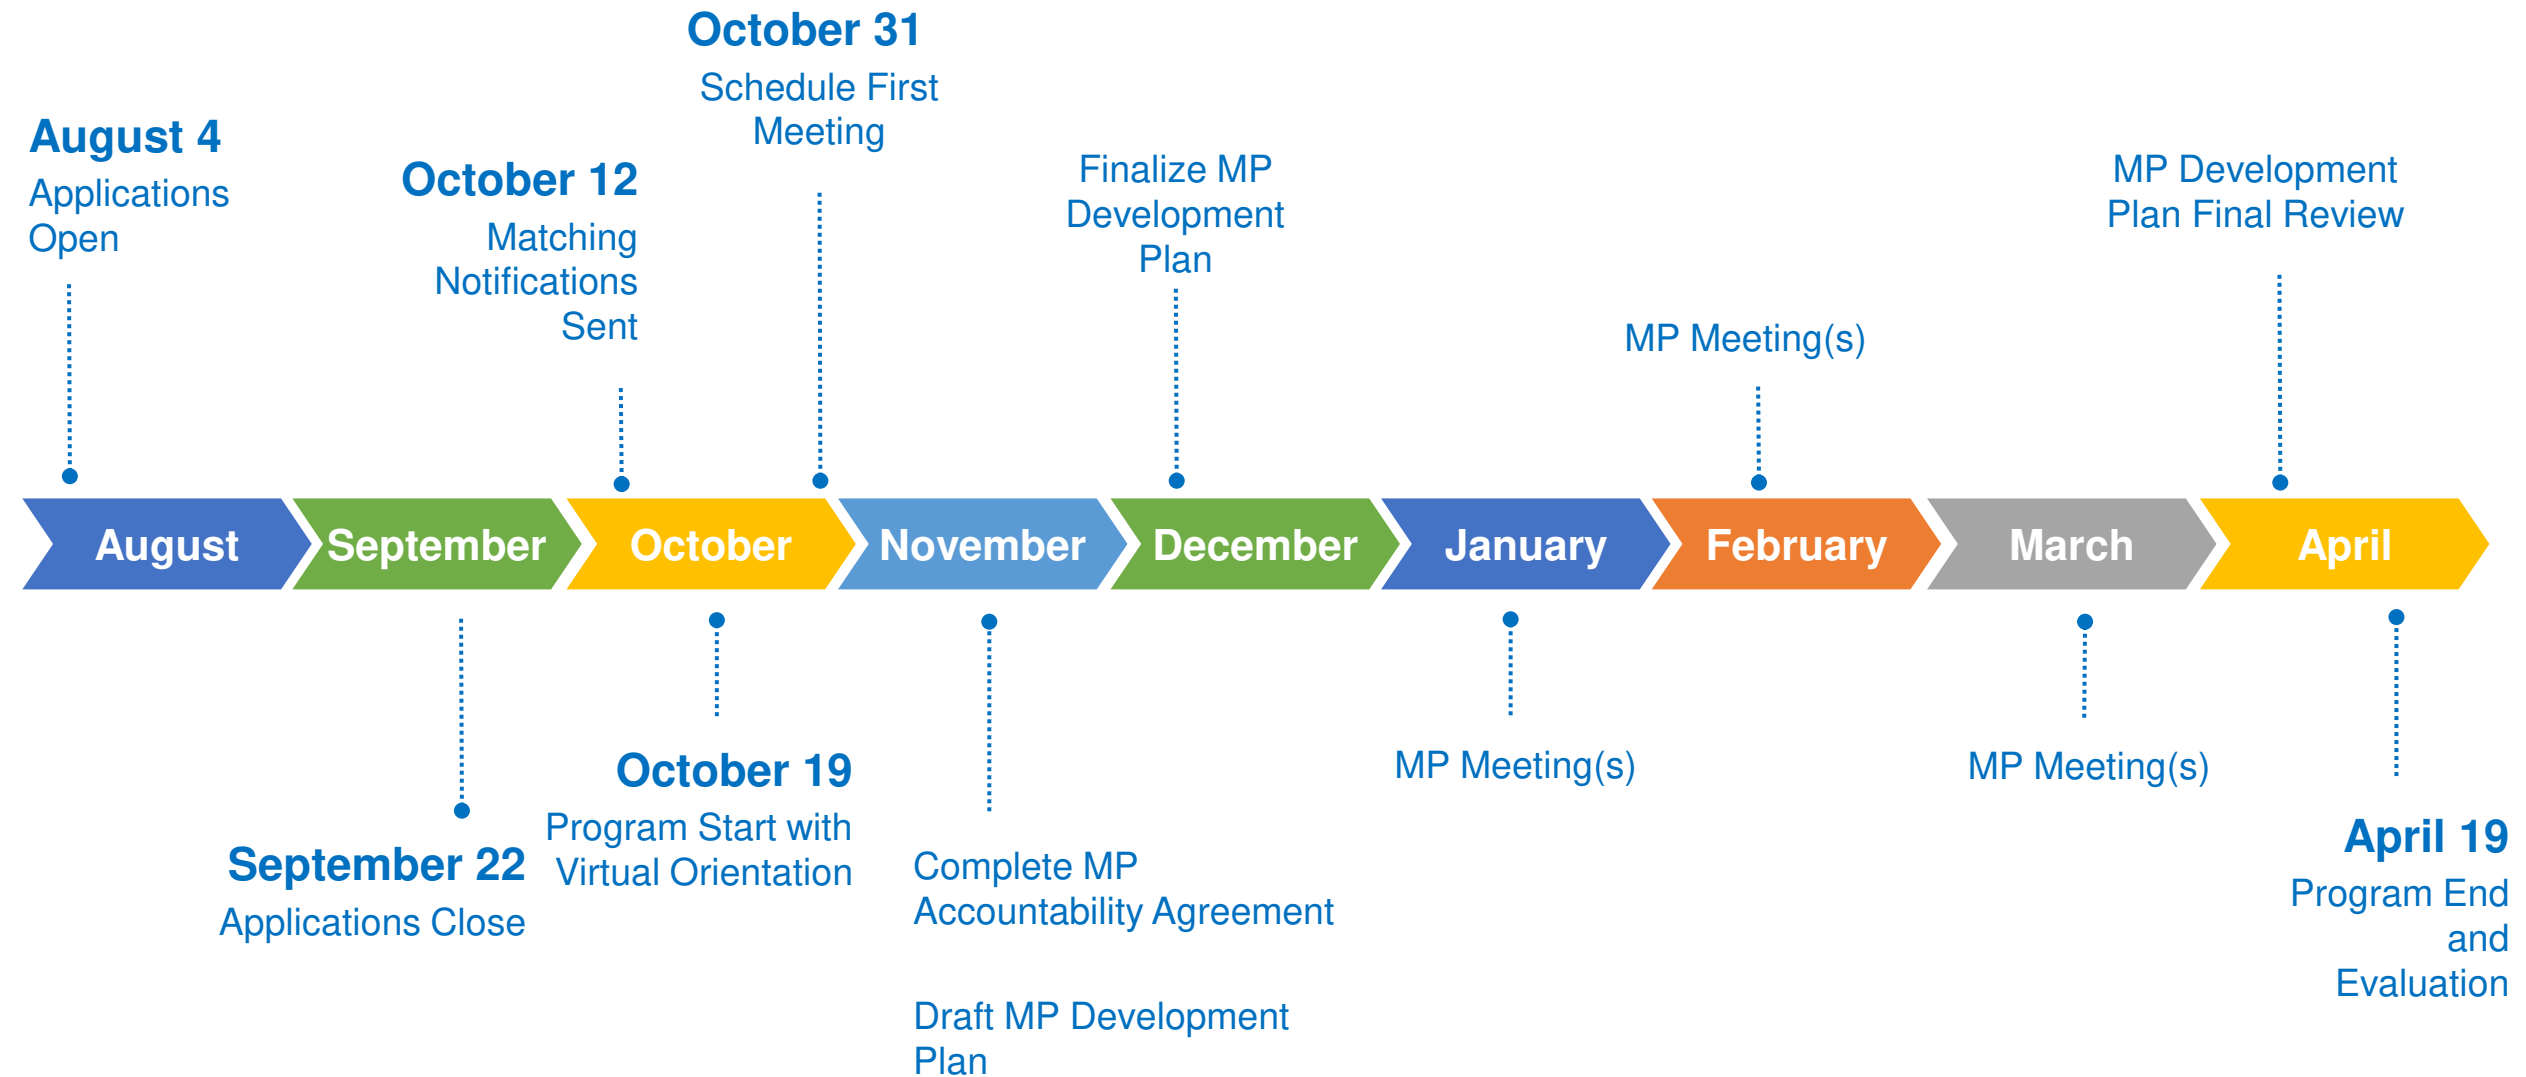 October 31
Schedule First
Meeting
August 4
Applications
Open
October 12
Matching
Notifications
Sent
Finalize MP
Development
Plan
MP Meeting(s)
MP Development
Plan Final Review
August
September
October
November
December
January
February
March
April
September 22
Applications Close
October 19
Program Start with
Virtual Orientation
Complete MP
Accountability Agreement
Draft MP Development
Plan
MP Meeting(s)
MP Meeting(s)
April 19
Program End
and
Evaluation